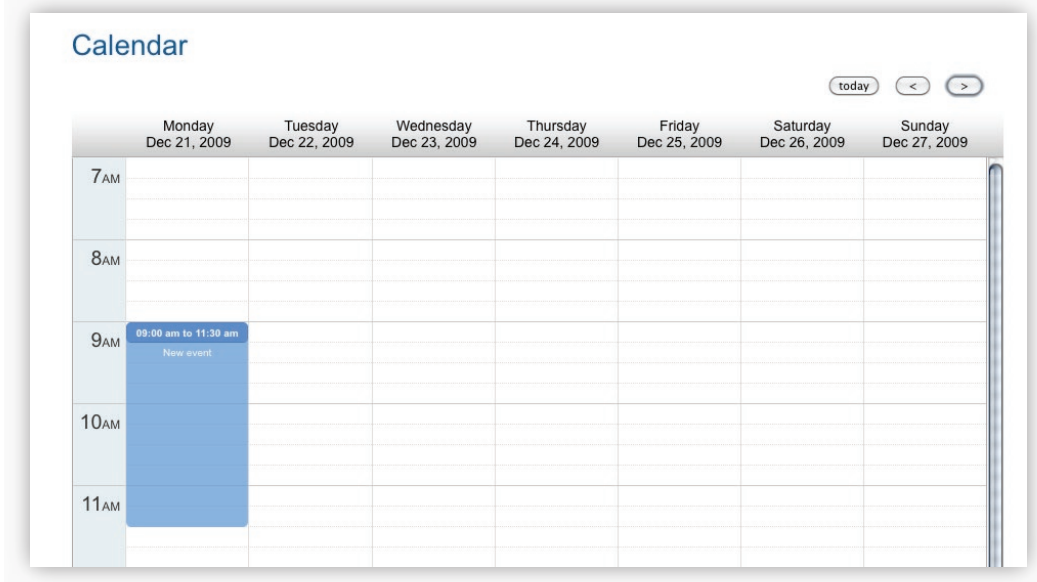 Calendar
today < >
Monday Tuesday Wednesday Thursday Friday Saturday Sunday
Dec 21, 2009 Dec 22, 2009 Dec 23, 2009 Dec 24, 2009 Dec 25, 2009 Dec 26, 2009 Dec 27, 2009
7AM
8AM
9AM 09:00 am to 11:30 am
New event
10AM
11AM